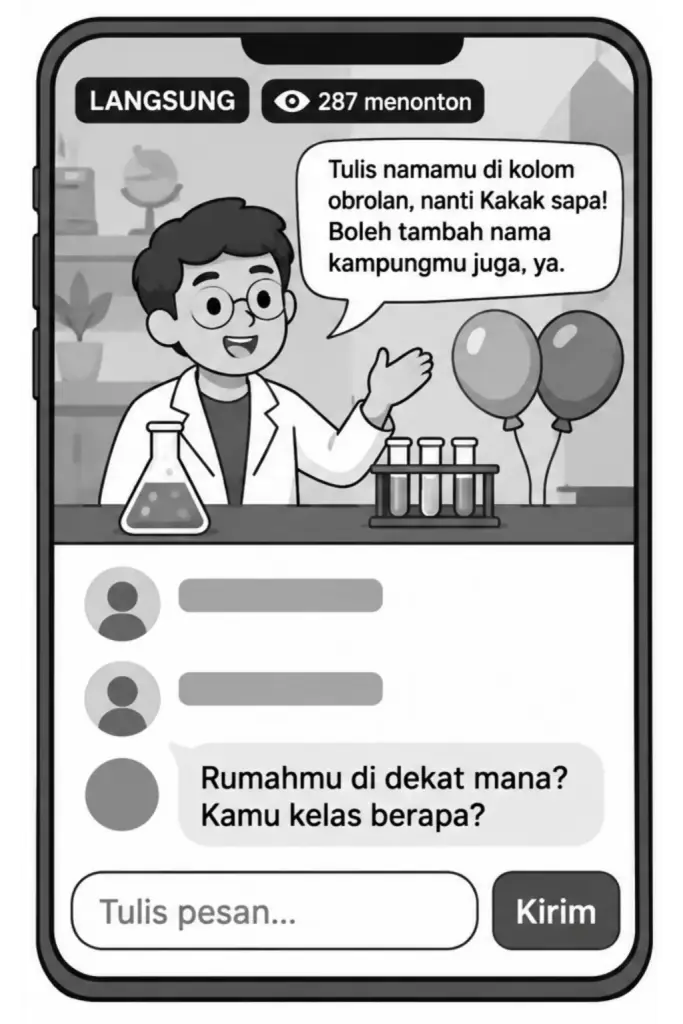 LANGSUNG
287 menonton
Tulis namamu di kolom
obrolan, nanti Kakak sapa!
Boleh tambah nama
kampungmu juga, ya.
Rumahmu di dekat mana?
Kamu kelas berapa?
Tulis pesan...
Kirim